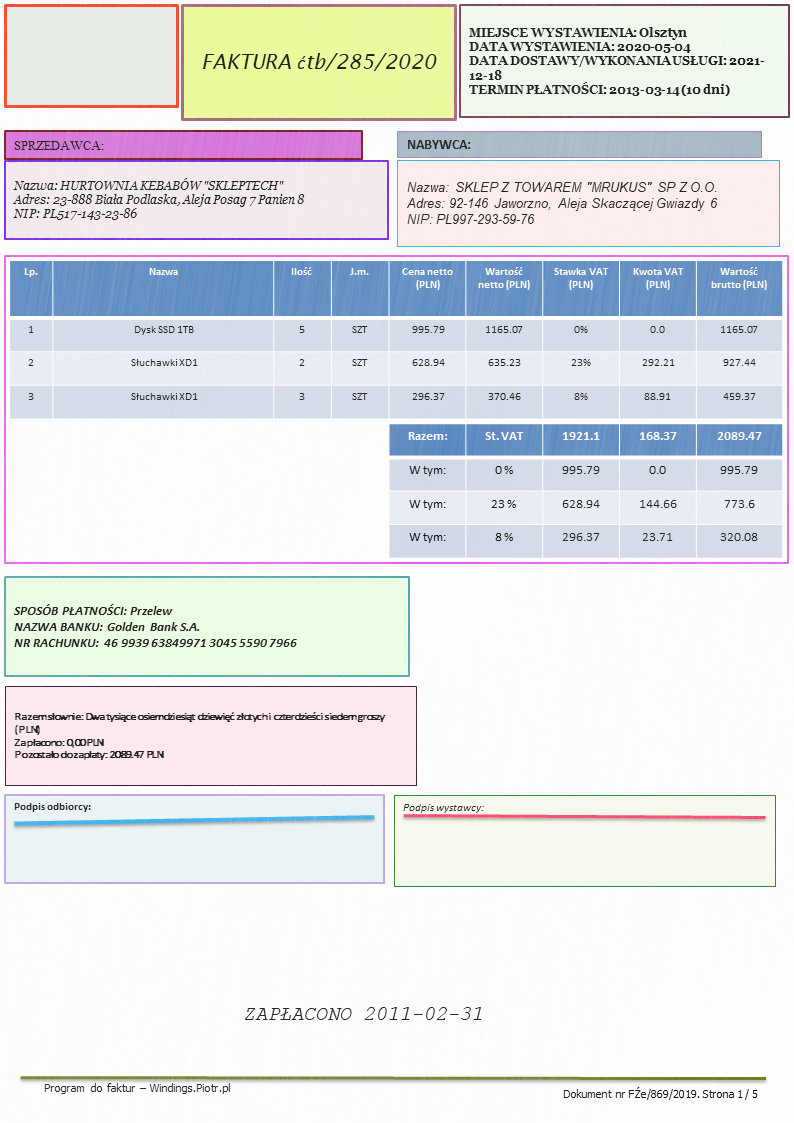 FAKTURA ćtb/285/2020
MIEJSCE WYSTAWIENIA: Olsztyn
DATA WYSTAWIENIA: 2020-05-04
DATA DOSTAWY/WYKONANIA USŁUGI: 2021-
12-18
TERMIN PŁATNOŚCI: 2013-03-14 (10 dni)
SPRZEDAWCA:
Nazwa: HURTOWNIA KEBABÓW "SKLEPTECH"
Adres: 23-888 Biała Podlaska, Aleja Posag 7 Panien 8
NIP: PL517-143-23-86
NABYWCA:
Nazwa: SKLEP Z TOWAREM "MRUKUS" SP Z O.O.
Adres: 92-146 Jaworzno, Aleja Skaczącej Gwiazdy 6
NIP: PL997-293-59-76
Lp. Nazwa Ilość J.m. Cena netto (PLN) Wartość netto (PLN) Stawka VAT (PLN) Kwota VAT (PLN) Wartość brutto (PLN)
1 Dysk SSD 1TB 5 SZT 995.79 1165.07 0% 0.0 1165.07
2 Słuchawki XD1 2 SZT 628.94 635.23 23% 292.21 927.44
3 Słuchawki XD1 3 SZT 296.37 370.46 8% 88.91 459.37
Razem: St. VAT 1921.1 168.37 2089.47
W tym: 0 % 995.79 0.0 995.79
W tym: 23 % 628.94 144.66 773.6
W tym: 8 % 296.37 23.71 320.08
SPOSÓB PŁATNOŚCI: Przelew
NAZWA BANKU: Golden Bank S.A.
NR RACHUNKU: 46 9939 63849971 3045 5590 7966
Razem słownie: Dwa tysiące osiemdziesiąt dziewięć złotych i czterdzieści siedem groszy
(PLN)
Zapłacono: 0,00 PLN
Pozostało do zapłaty: 2089.47 PLN
Podpis odbiorcy:
Podpis wystawcy:
ZAPŁACONO 2011-02-31
Program do faktur – Windings.Piotr.pl
Dokument nr FŹe/869/2019. Strona 1 / 5